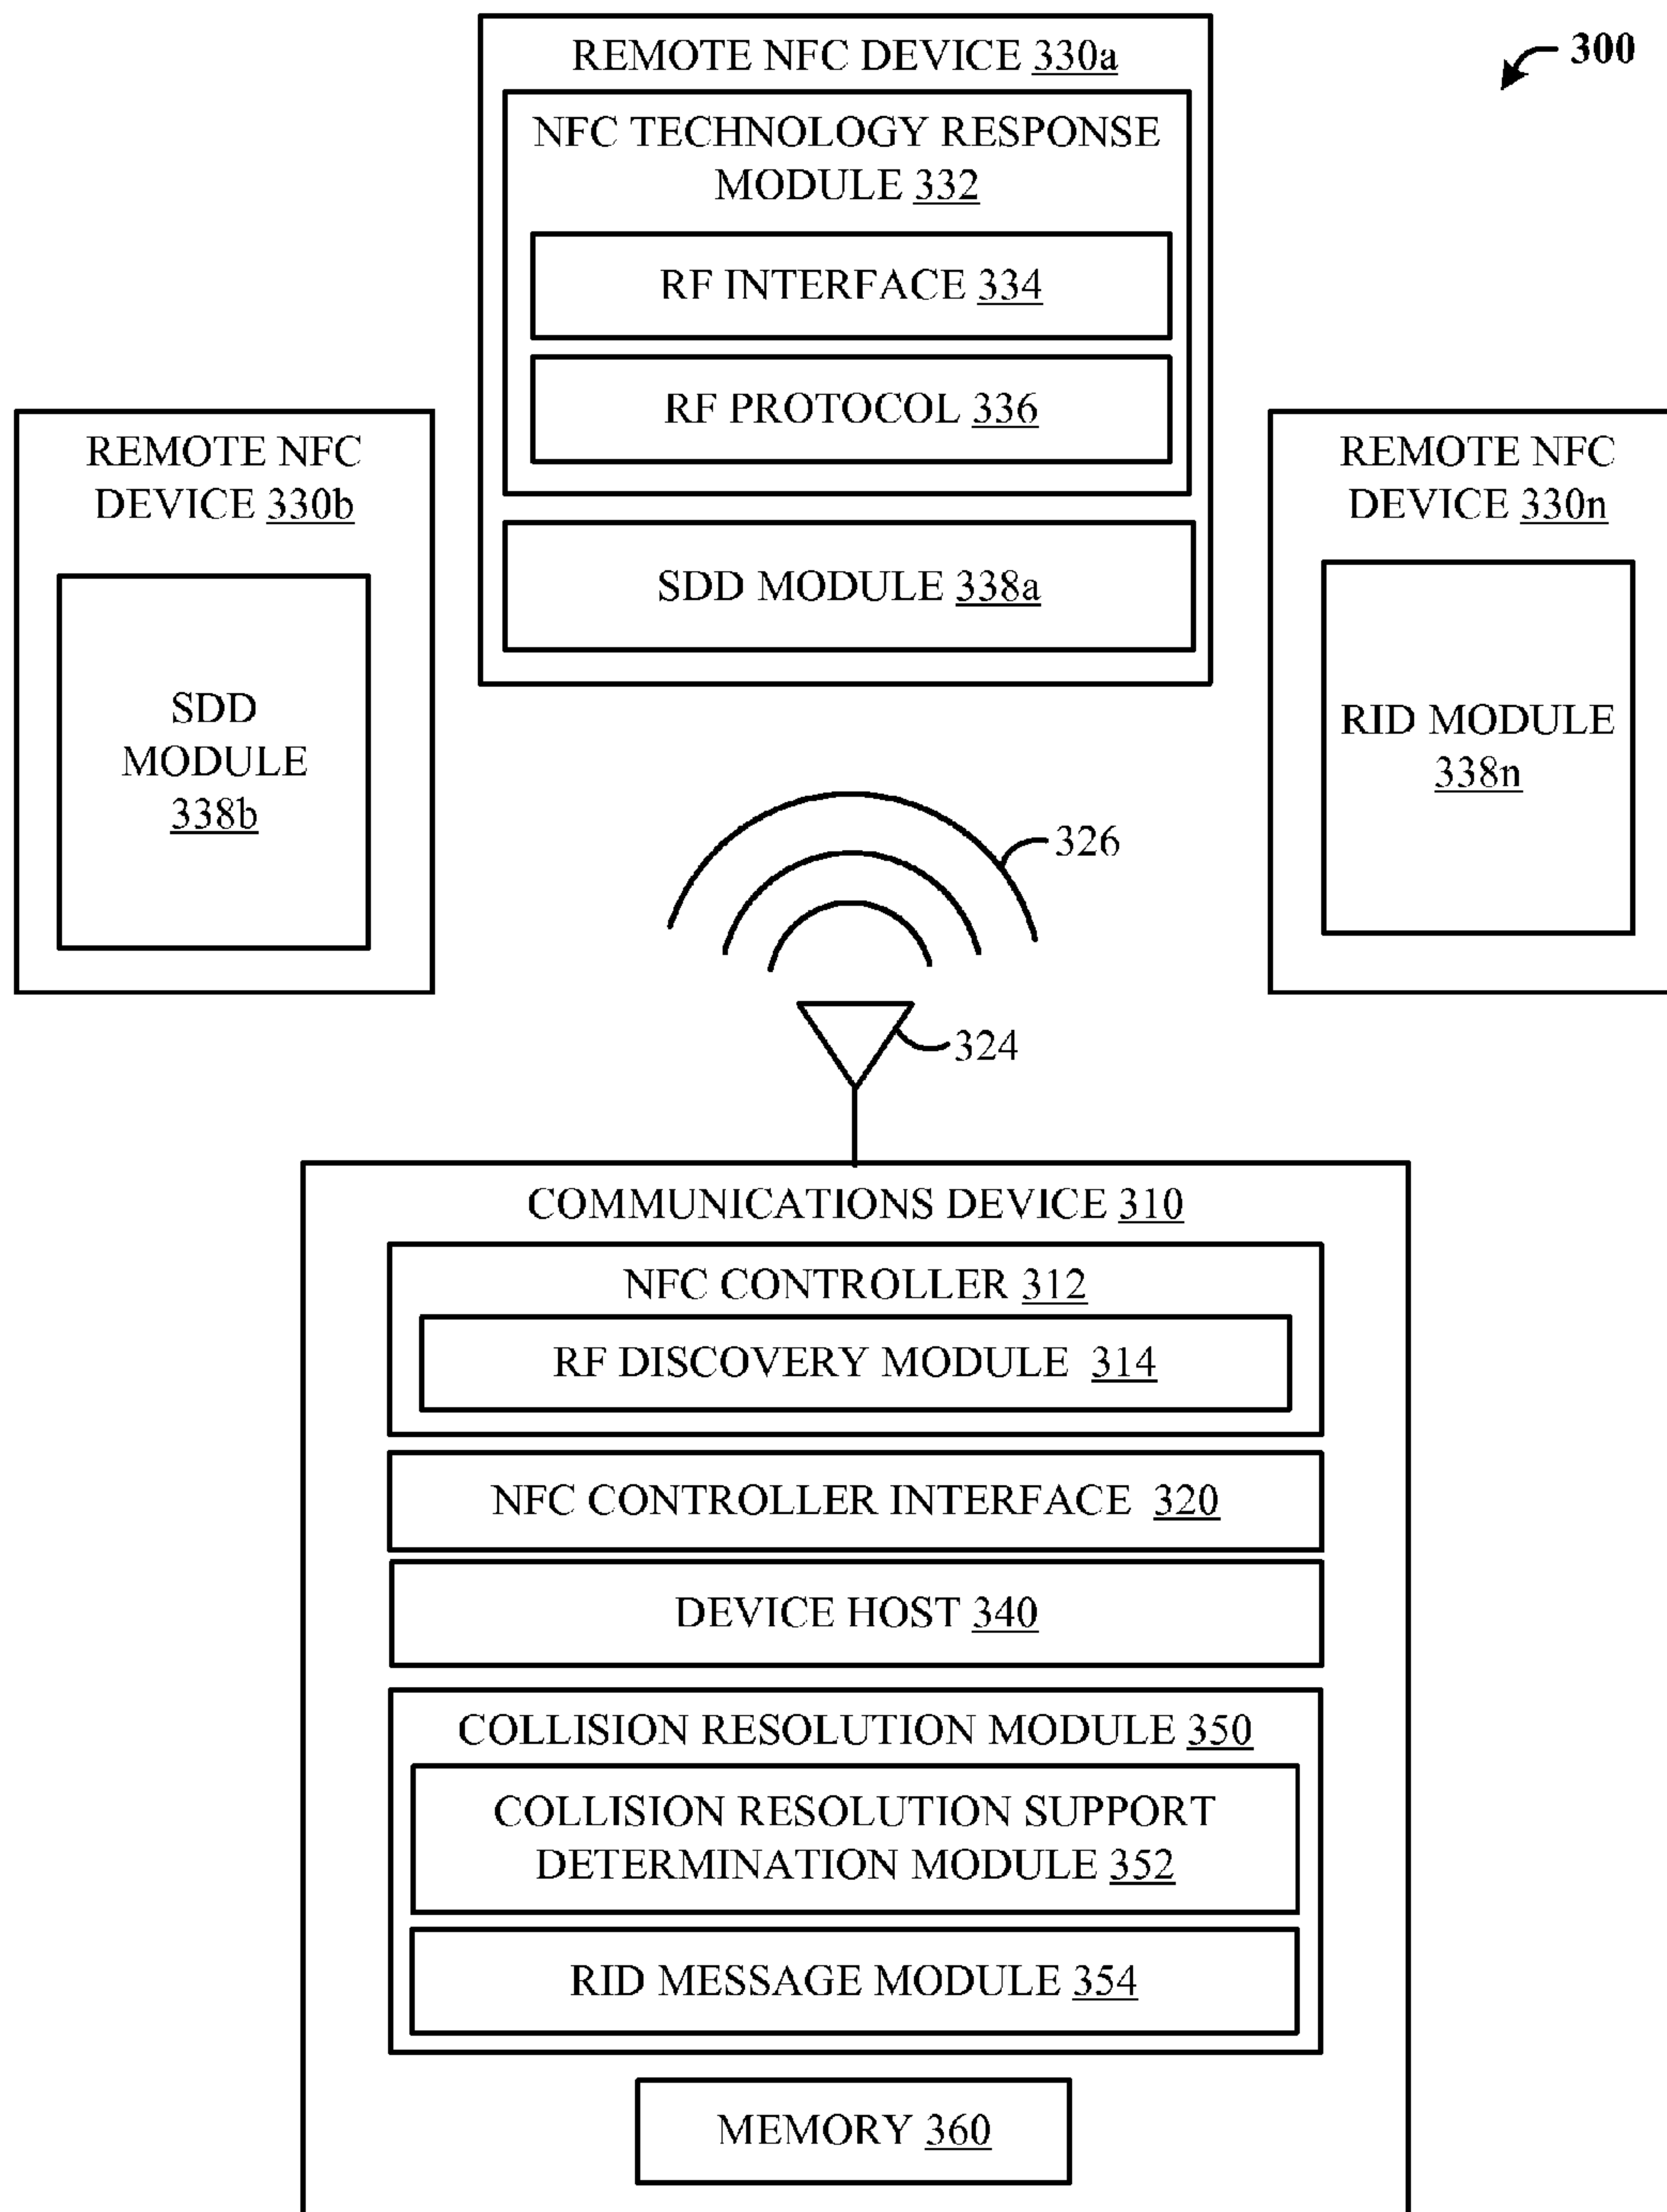 REMOTE NFC DEVICE 330a
300
NFC TECHNOLOGY RESPONSE
MODULE 332
RF INTERFACE 334
RF PROTOCOL 336
SDD MODULE 338a
REMOTE NFC
DEVICE 330b
SDD
MODULE
338b
REMOTE NFC
DEVICE 330n
RID MODULE
338n
326
324
COMMUNICATIONS DEVICE 310
NFC CONTROLLER 312
RF DISCOVERY MODULE 314
NFC CONTROLLER INTERFACE 320
DEVICE HOST 340
COLLISION RESOLUTION MODULE 350
COLLISION RESOLUTION SUPPORT
DETERMINATION MODULE 352
RID MESSAGE MODULE 354
MEMORY 360